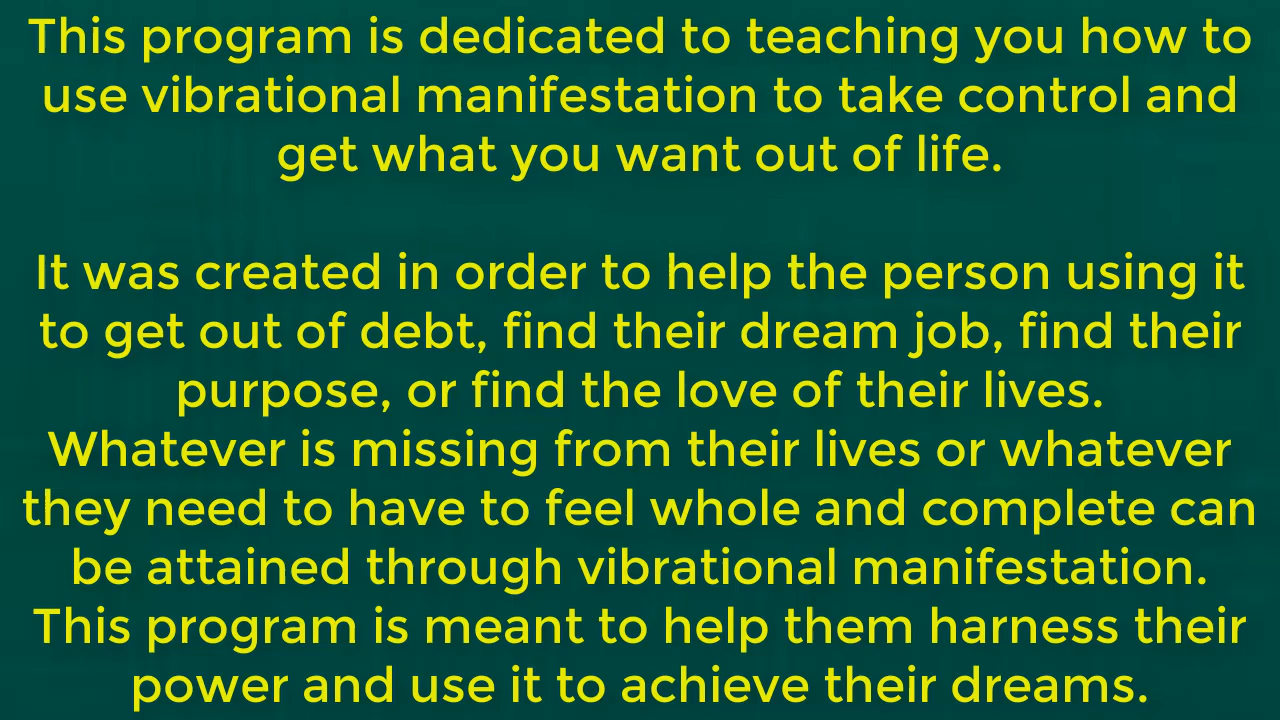 This program is dedicated to teaching you how to
use vibrational manifestation to take control and
get what you want out of life.
It was created in order to help the person using it
to get out of debt, find their dream job, find their
purpose, or find the love of their lives.
Whatever is missing from their lives or whatever
they need to have to feel whole and complete can
be attained through vibrational manifestation.
This program is meant to help them harness their
power and use it to achieve their dreams.